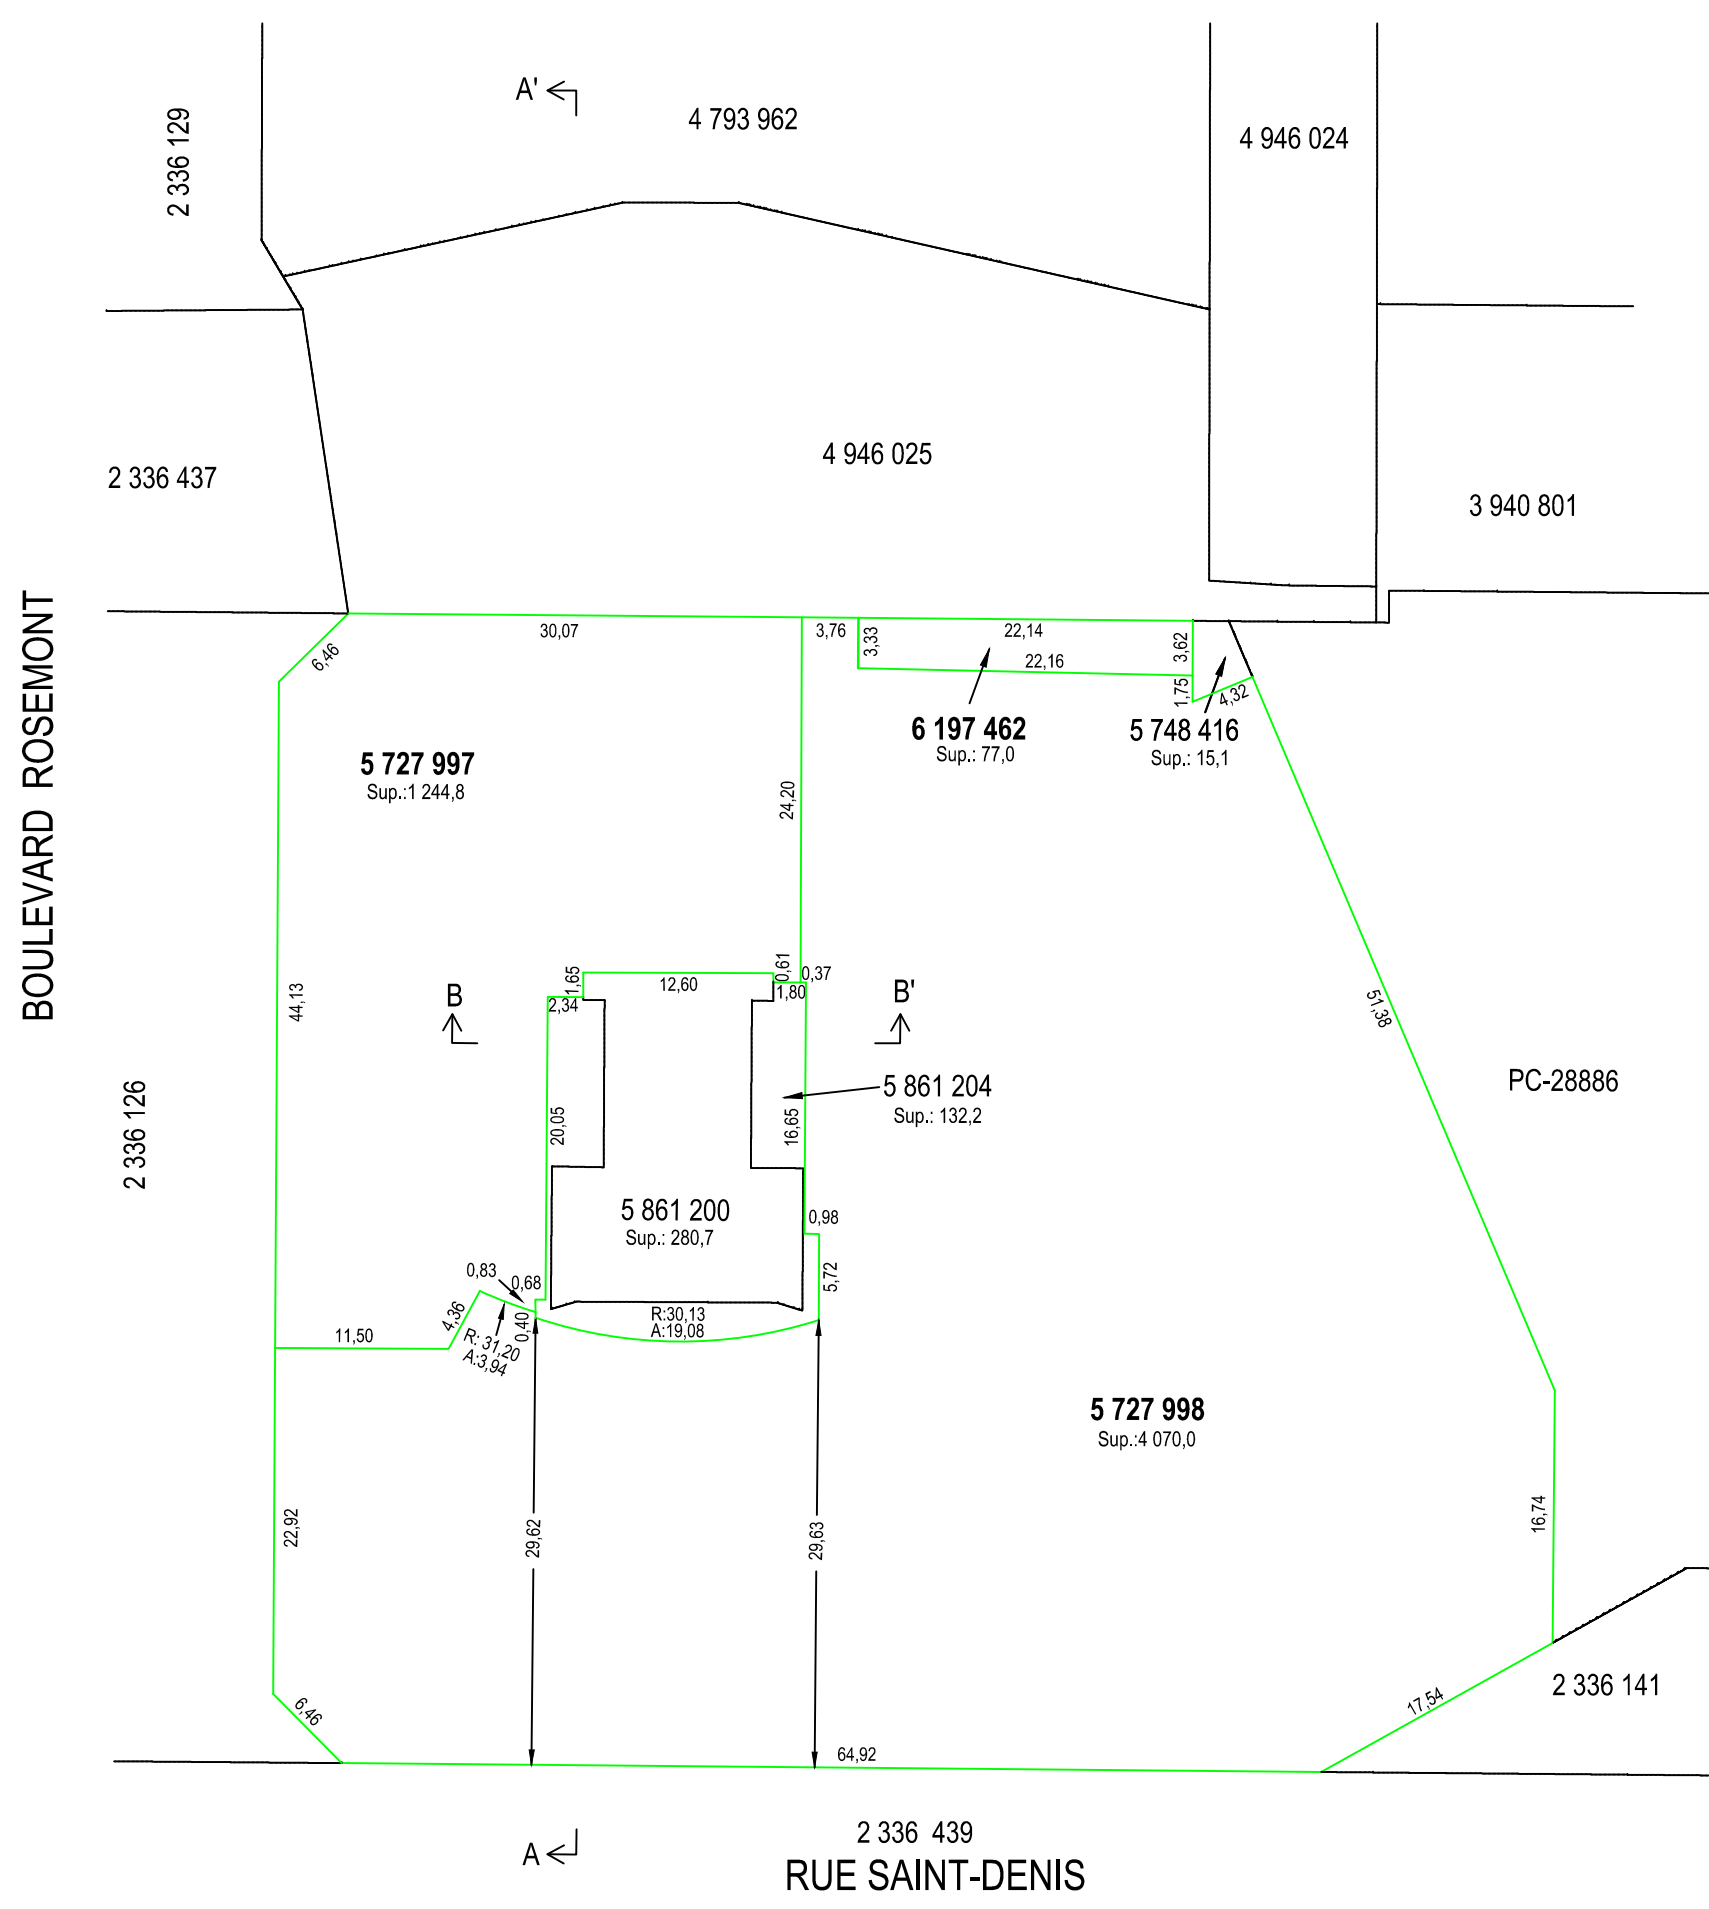 A'
4 793 962
2 336 129
4 946 024
4 946 025
2 336 437
3 940 801
BOULEVARD ROSEMONT
30,07
3,76
3,33
22,14
3,62
6,46
22,16
1,75
4,32
6 197 462
Sup.: 77,0
5 748 416
Sup.: 15,1
5 727 997
Sup.:1 244,8
24,20
44,13
1,65
12,60
0,61
0,37
2,34
1,80
B
B'
51,38
5 861 204
Sup.: 132,2
PC-28886
2 336 126
20,05
16,65
5 861 200
Sup.: 280,7
0,98
0,83
0,68
5,72
4,36
0,40
R:30,13
A:19,08
11,50
R: 31,20
A:3,94
5 727 998
Sup.:4 070,0
22,92
29,62
29,63
16,74
6,46
17,54
2 336 141
64,92
A
2 336 439
RUE SAINT-DENIS